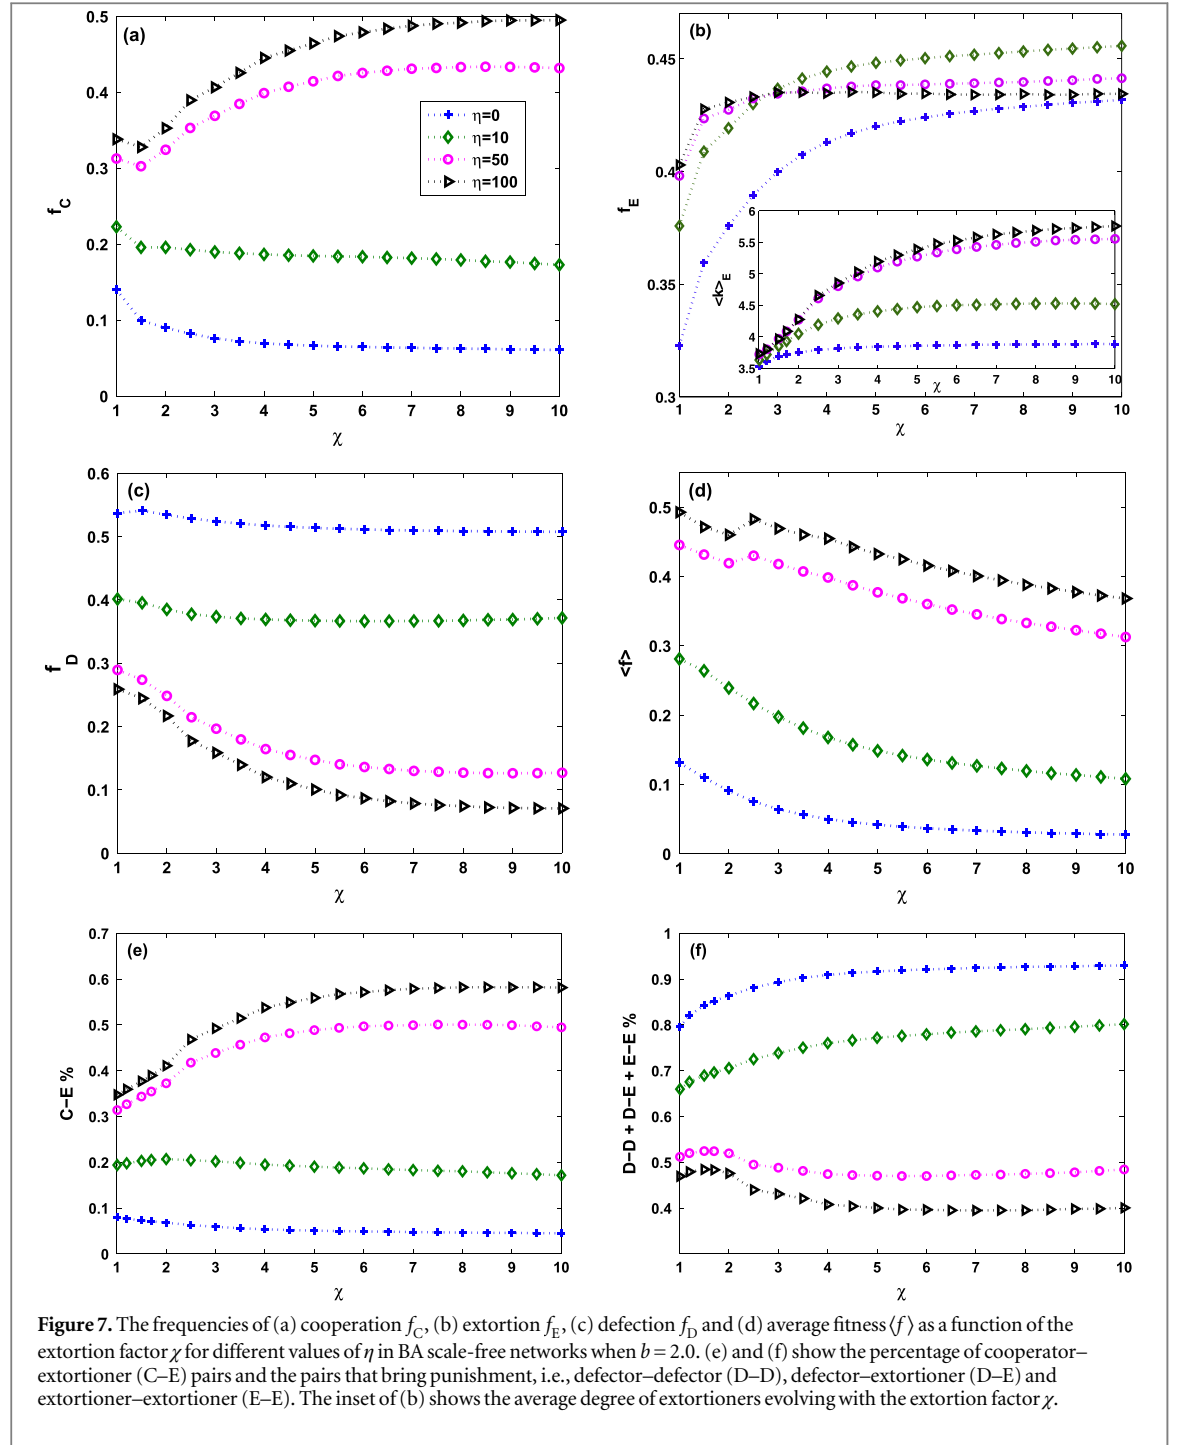 (a)
0.5
0.4
0.3
0.2
0.1
0
f_C
1 2 3 4 5 6 7 8 9 10
χ
η=0
η=10
η=50
η=100
(b)
0.45
0.4
0.35
0.3
f_E
1 2 3 4 5 6 7 8 9 10
χ
6
5.5
5
4.5
4
3.5
<k>_E
1 2 3 4 5 6 7 8 9 10
χ
(c)
0.6
0.5
0.4
0.3
0.2
0.1
0
f_D
1 2 3 4 5 6 7 8 9 10
χ
(d)
0.5
0.4
0.3
0.2
0.1
0
<f>
1 2 3 4 5 6 7 8 9 10
χ
(e)
0.7
0.6
0.5
0.4
0.3
0.2
0.1
0
C−E %
1 2 3 4 5 6 7 8 9 10
χ
(f)
1
0.9
0.8
0.7
0.6
0.5
0.4
D−D + D−E + E−E %
1 2 3 4 5 6 7 8 9 10
χ
Figure 7. The frequencies of (a) cooperation f_C, (b) extortion f_E, (c) defection f_D and (d) average fitness ⟨f⟩ as a function of the
extortion factor χ for different values of η in BA scale-free networks when b = 2.0. (e) and (f) show the percentage of cooperator–
extortioner (C–E) pairs and the pairs that bring punishment, i.e., defector–defector (D–D), defector–extortioner (D–E) and
extortioner–extortioner (E–E). The inset of (b) shows the average degree of extortioners evolving with the extortion factor χ.